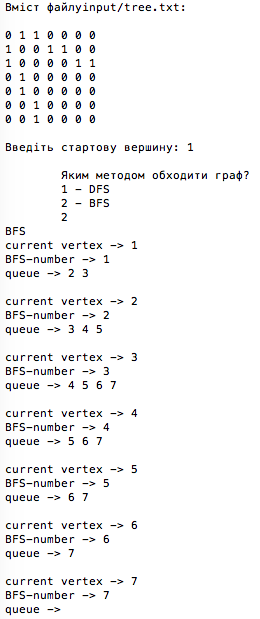 Вміст файлуinput/tree.txt:
0 1 1 0 0 0 0
1 0 0 1 1 0 0
1 0 0 0 0 1 1
0 1 0 0 0 0 0
0 1 0 0 0 0 0
0 0 1 0 0 0 0
0 0 1 0 0 0 0
Введіть стартову вершину: 1
Яким методом обходити граф?
1 - DFS
2 - BFS
2
BFS
current vertex -> 1
BFS-number -> 1
queue -> 2 3
current vertex -> 2
BFS-number -> 2
queue -> 3 4 5
current vertex -> 3
BFS-number -> 3
queue -> 4 5 6 7
current vertex -> 4
BFS-number -> 4
queue -> 5 6 7
current vertex -> 5
BFS-number -> 5
queue -> 6 7
current vertex -> 6
BFS-number -> 6
queue -> 7
current vertex -> 7
BFS-number -> 7
queue ->